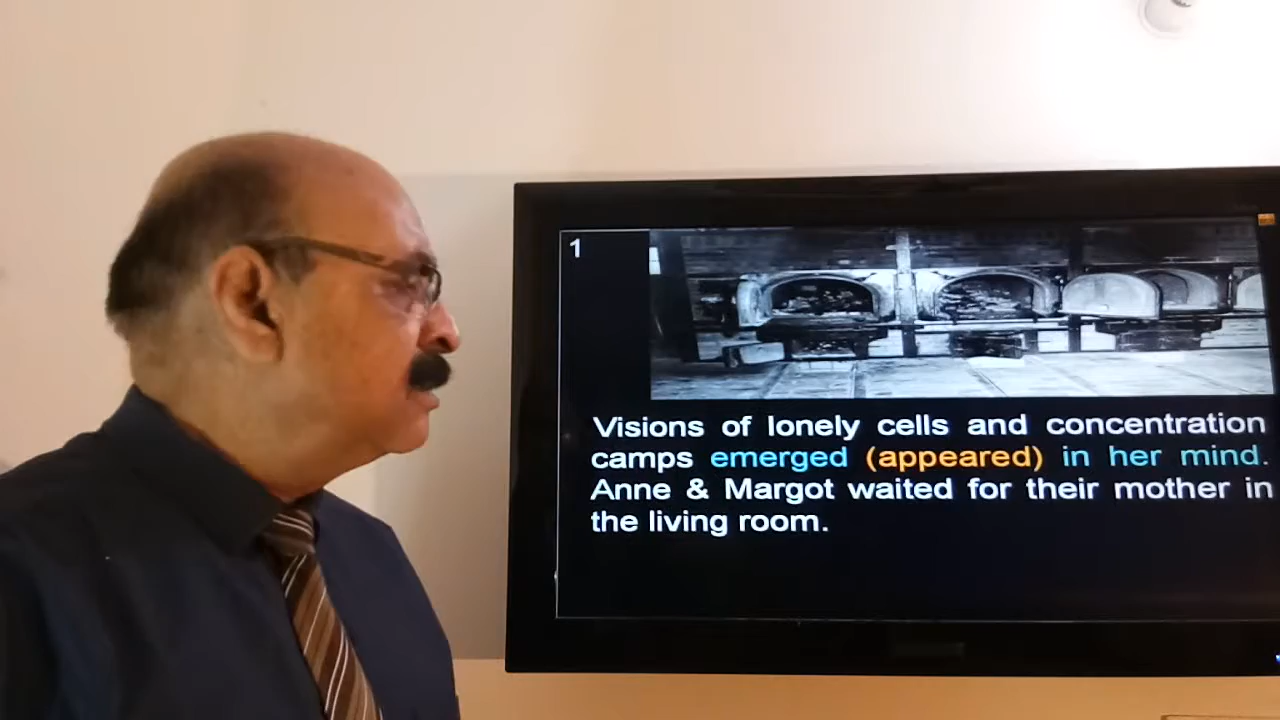 1
Visions of lonely cells and concentration
camps emerged (appeared) in her mind.
Anne & Margot waited for their mother in
the living room.